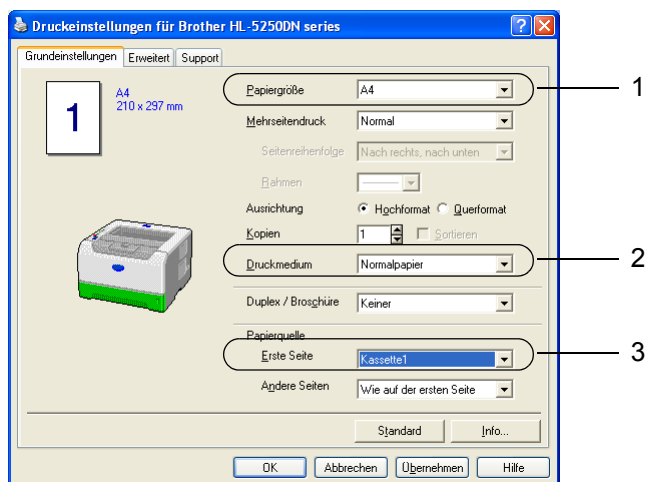 Druckeinstellungen für Brother HL-5250DN series
Grundeinstellungen Erweitert Support
1
A4
210 x 297 mm
Papiergröße A4 1
Mehrseitendruck Normal
Seitenreihenfolge Nach rechts, nach unten
Rahmen
Ausrichtung Hochformat Querformat
Kopien 1 Sortieren
Druckmedium Normalpapier 2
Duplex / Broschüre Keiner
Papierquelle
Erste Seite Kassette1 3
Andere Seiten Wie auf der ersten Seite
Standard Info...
OK Abbrechen Übernehmen Hilfe